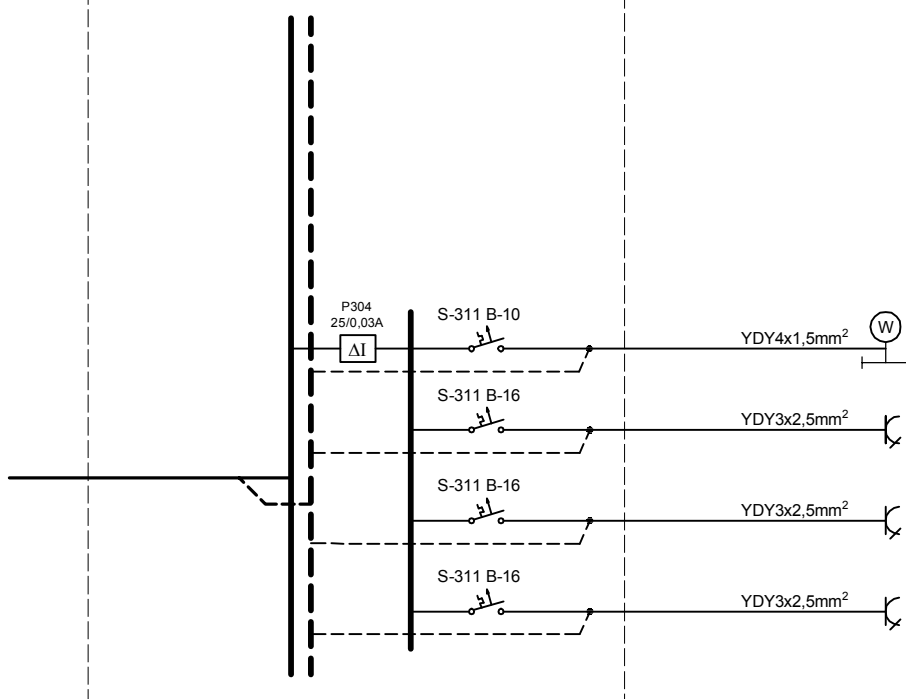 P304
25/0,03A
ΔI
S-311 B-10
YDY4x1,5mm²
W
S-311 B-16
YDY3x2,5mm²
S-311 B-16
YDY3x2,5mm²
S-311 B-16
YDY3x2,5mm²